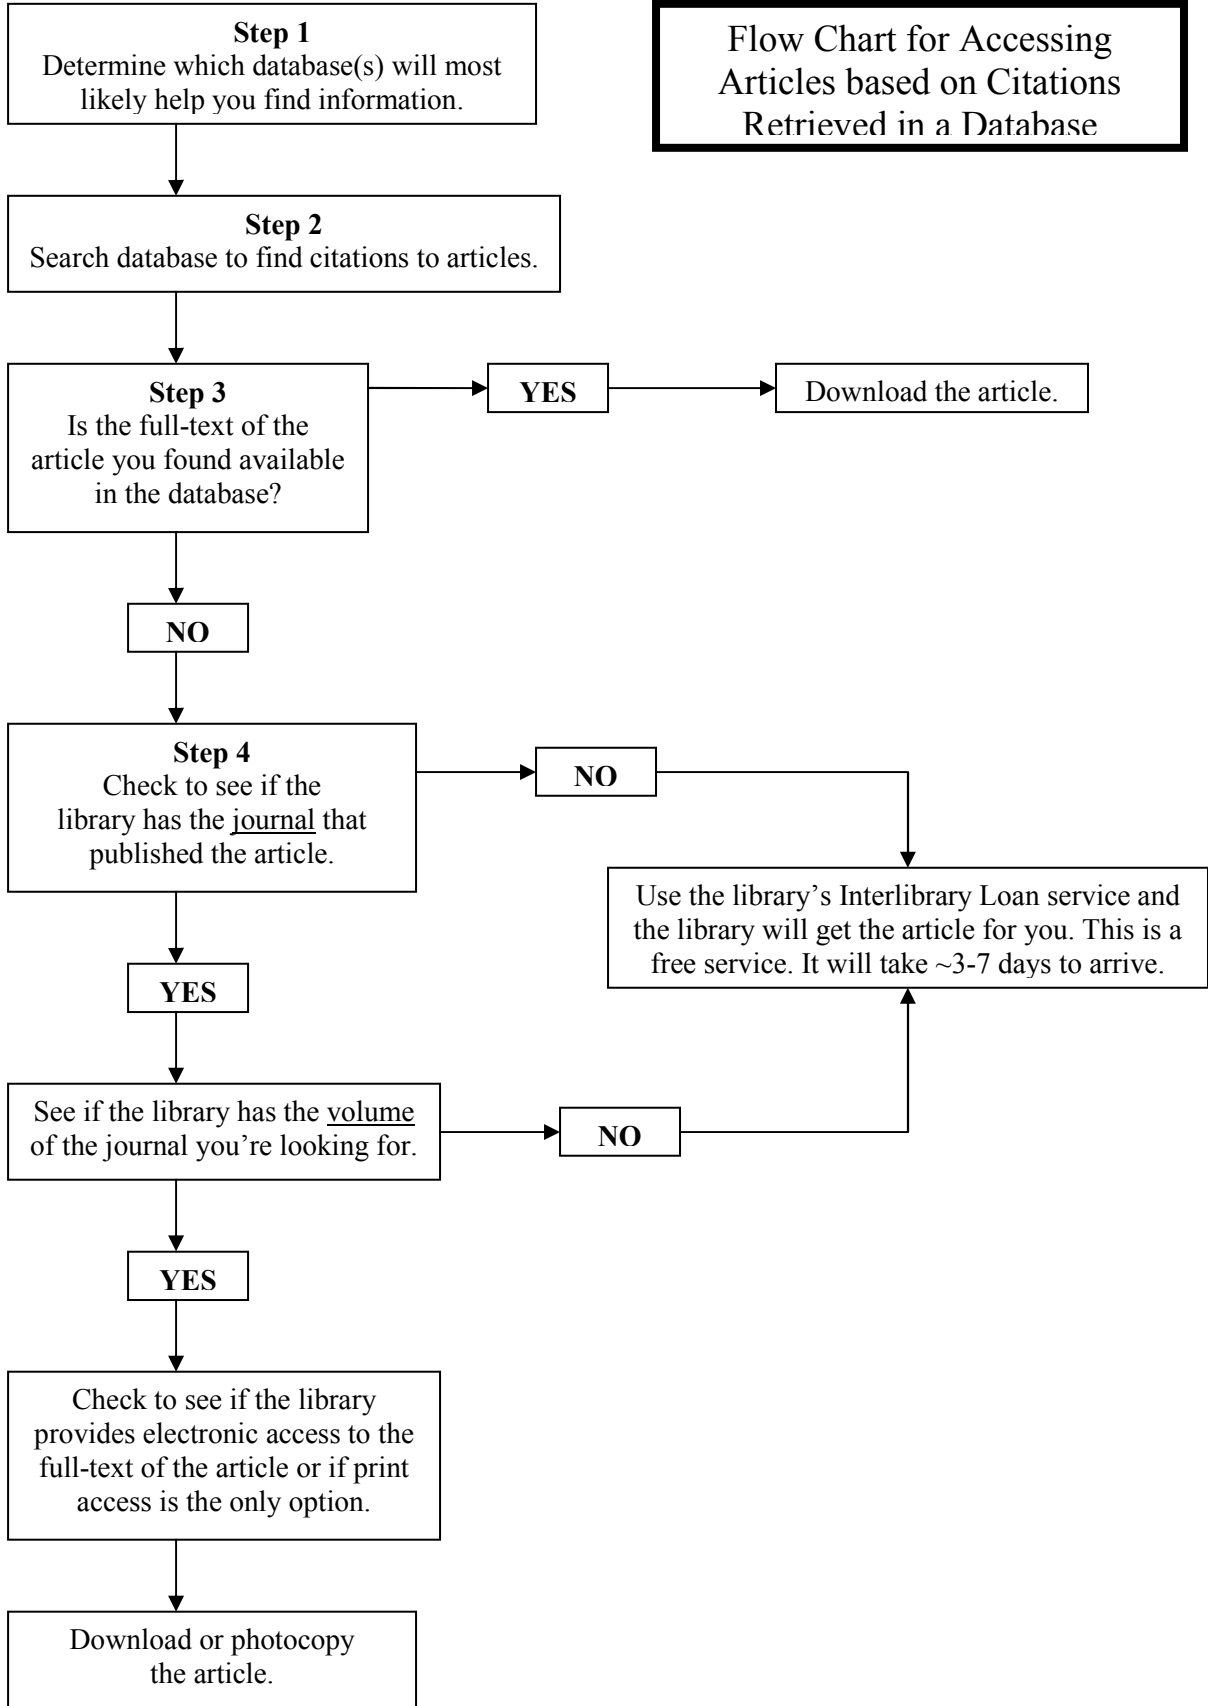 Step 1
Determine which database(s) will most
likely help you find information.
Flow Chart for Accessing
Articles based on Citations
Retrieved in a Database
Step 2
Search database to find citations to articles.
Step 3
Is the full-text of the
article you found available
in the database?
YES
Download the article.
NO
Step 4
Check to see if the
library has the journal that
published the article.
NO
Use the library’s Interlibrary Loan service and
the library will get the article for you. This is a
free service. It will take ~3-7 days to arrive.
YES
See if the library has the volume
of the journal you’re looking for.
NO
YES
Check to see if the library
provides electronic access to the
full-text of the article or if print
access is the only option.
Download or photocopy
the article.